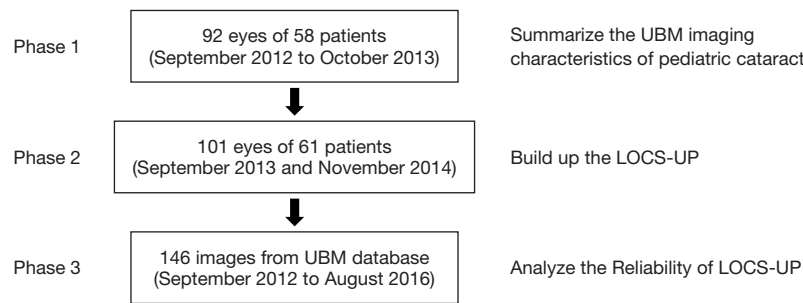 Phase 1
92 eyes of 58 patients
(September 2012 to October 2013)
Summarize the UBM imaging
characteristics of pediatric cataract
Phase 2
101 eyes of 61 patients
(September 2013 and November 2014)
Build up the LOCS-UP
Phase 3
146 images from UBM database
(September 2012 to August 2016)
Analyze the Reliability of LOCS-UP